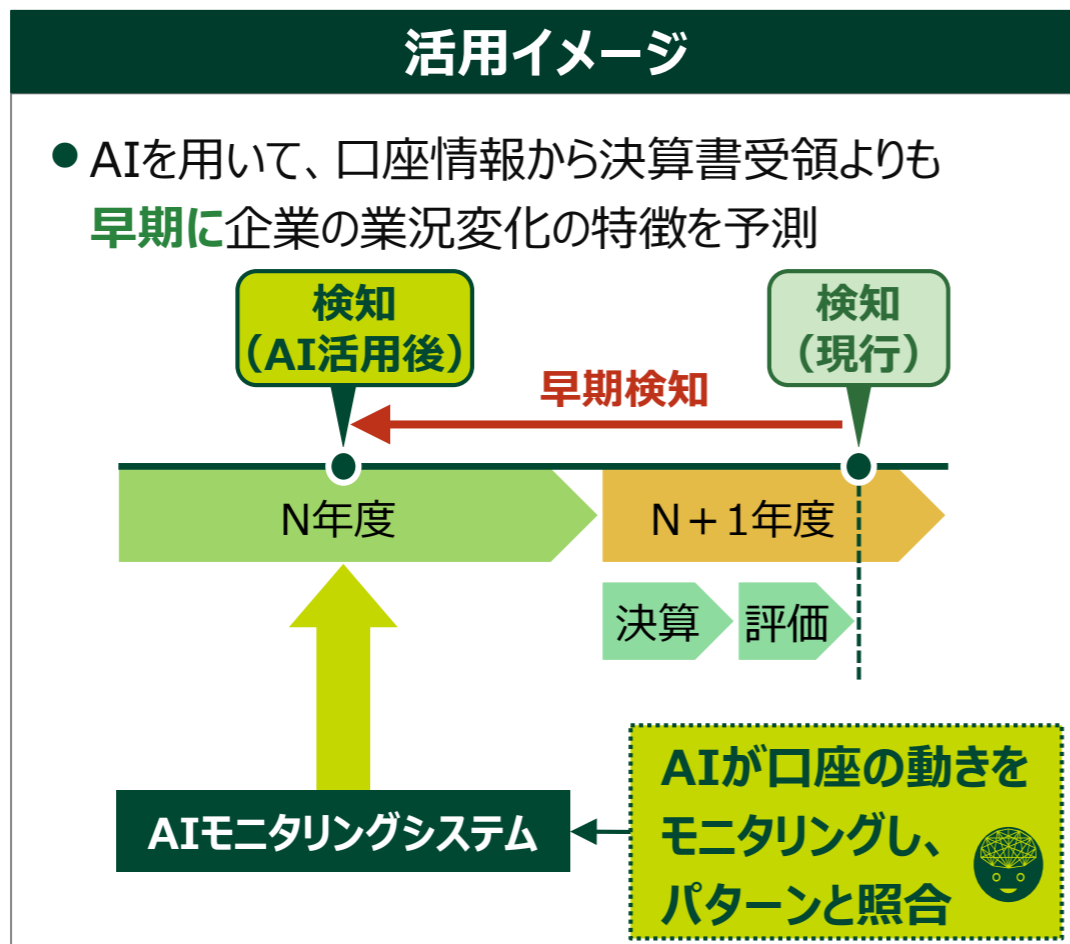 活用イメージ
●AIを用いて、口座情報から決算書受領よりも
早期に企業の業況変化の特徴を予測
検知
（AI活用後）
検知
（現行）
早期検知
N年度
N＋1年度
決算
評価
AIモニタリングシステム
AIが口座の動きを
モニタリングし、
パターンと照合